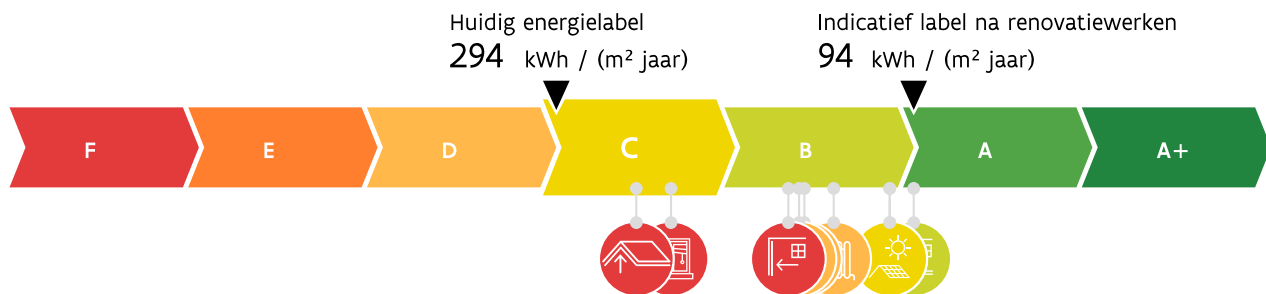 Huidig energielabel
294 kWh / (m² jaar)
Indicatief label na renovatiewerken
94 kWh / (m² jaar)
F E D C B A A+